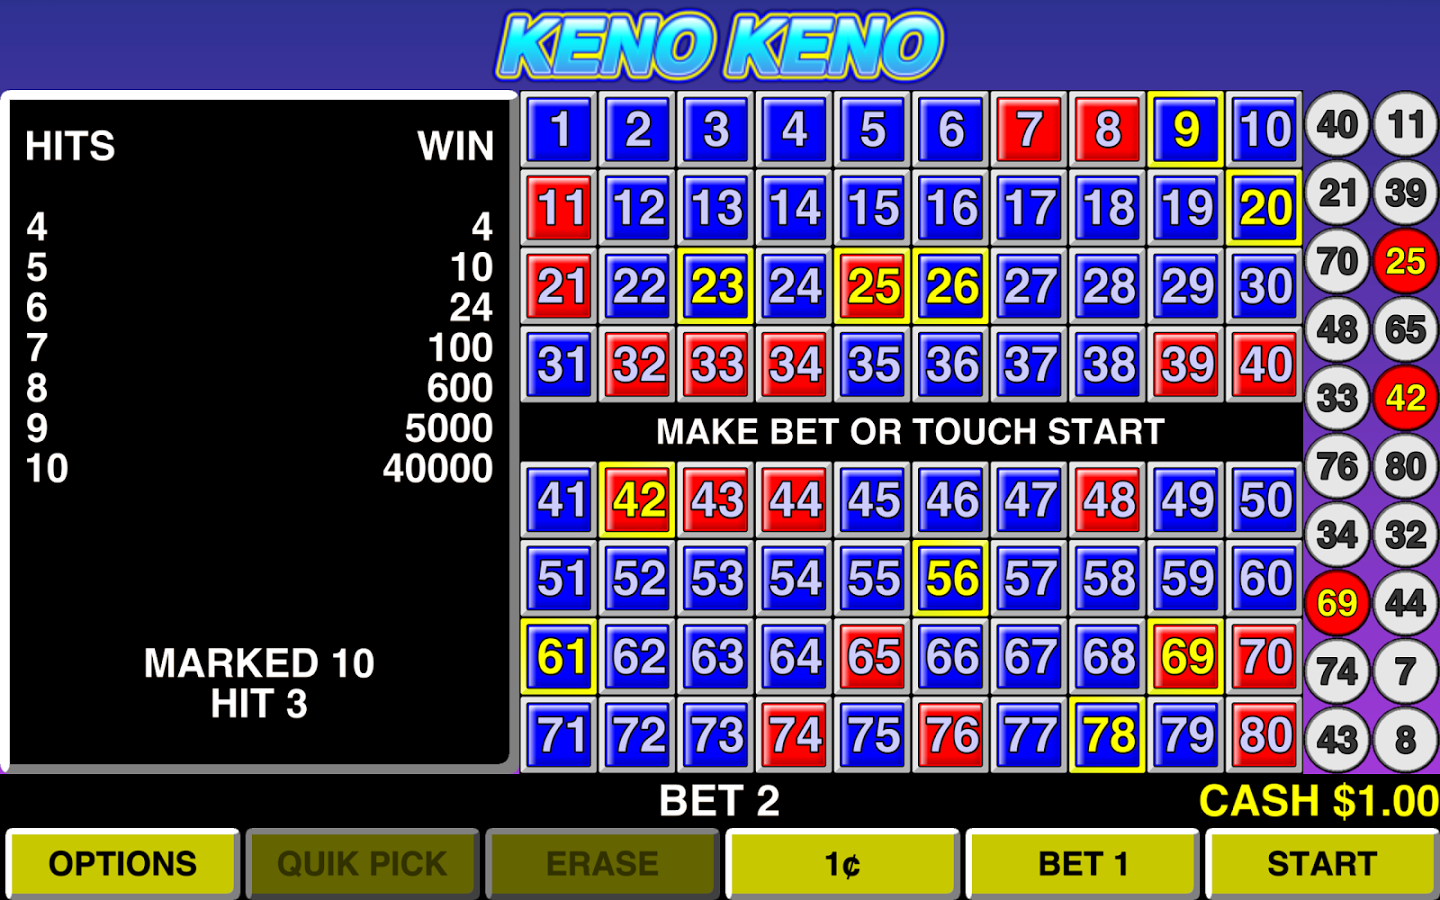 KENO KENO
HITS WIN
4 4
5 10
6 24
7 100
8 600
9 5000
10 40000
MARKED 10
HIT 3
1 2 3 4 5 6 7 8 9 10
11 12 13 14 15 16 17 18 19 20
21 22 23 24 25 26 27 28 29 30
31 32 33 34 35 36 37 38 39 40
MAKE BET OR TOUCH START
41 42 43 44 45 46 47 48 49 50
51 52 53 54 55 56 57 58 59 60
61 62 63 64 65 66 67 68 69 70
71 72 73 74 75 76 77 78 79 80
40 11
21 39
70 25
48 65
33 42
76 80
34 32
69 44
74 7
43 8
BET 2
CASH $1.00
OPTIONS QUIK PICK ERASE 1¢ BET 1 START